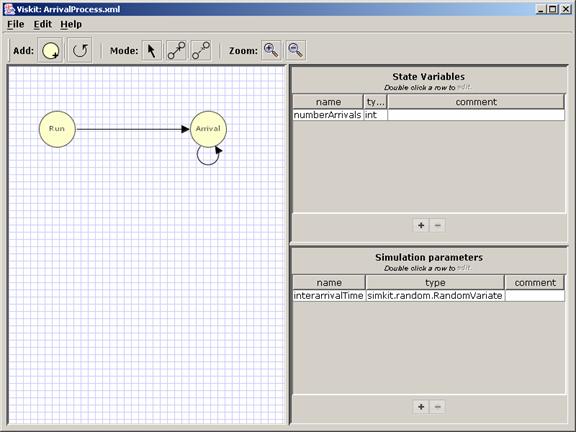 Viskit: ArrivalProcess.xml
File Edit Help
Add: Mode: Zoom:
Run
Arrival
State Variables
Double click a row to edit.
name ty... comment
numberArrivals int
Simulation parameters
Double click a row to edit.
name type comment
interarrivalTime simkit.random.RandomVariate